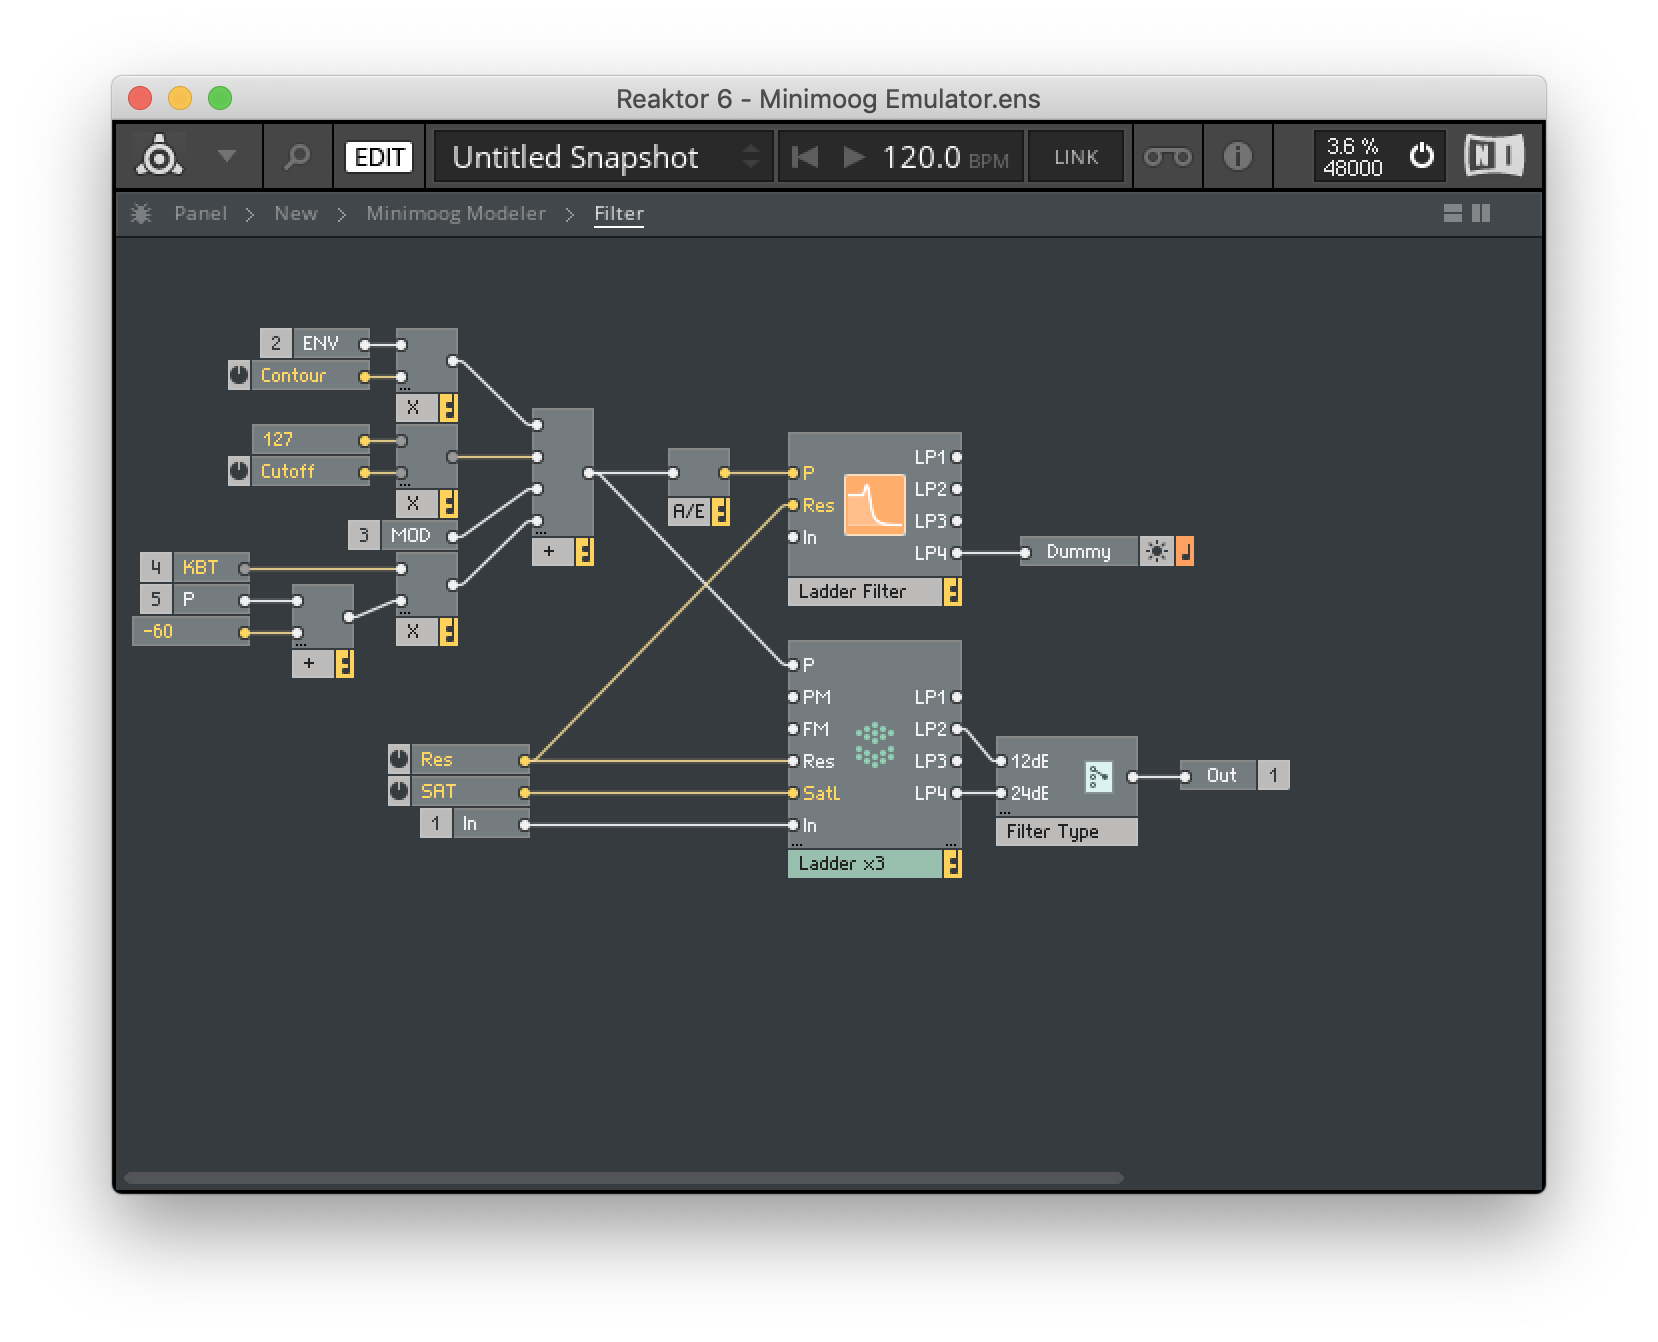 Reaktor 6 - Minimoog Emulator.ens
EDIT
Untitled Snapshot
120.0 BPM
LINK
3.6 %
48000
NI
Panel > New > Minimoog Modeler > Filter
2 ENV
Contour
X
127
Cutoff
X
3 MOD
4 KBT
5 P
-60
+
X
+
A/E
P
Res
In
LP1
LP2
LP3
LP4
Ladder Filter
Dummy
Res
SAT
1 In
P
PM
FM
Res
SatL
In
LP1
LP2
LP3
LP4
Ladder x3
12dE
24dE
Filter Type
Out 1